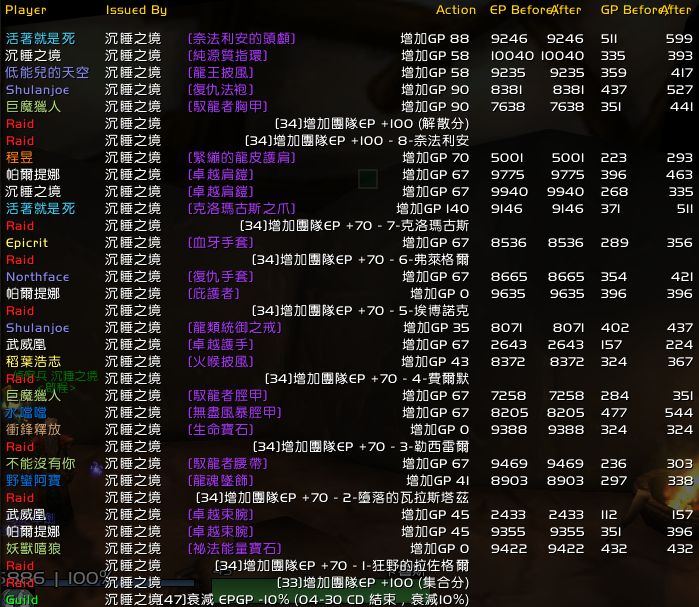 Player Issued By Action EP Before After GP Before After
活著就是死 沉睡之境 [奈法利安的頭顱] 增加GP 88 9246 9246 511 599
沉睡之境 沉睡之境 [純源質指環] 增加GP 58 10040 10040 335 393
低能兒的天空 沉睡之境 [龍王披風] 增加GP 58 9235 9235 359 417
Shulanjoe 沉睡之境 [復仇法袍] 增加GP 90 8381 8381 437 527
巨魔獵人 沉睡之境 [馭龍者胸甲] 增加GP 90 7638 7638 351 441
Raid 沉睡之境 [34]增加團隊EP +100 (解散分)
Raid 沉睡之境 [34]增加團隊EP +100 - 8-奈法利安
程昱 沉睡之境 [緊繃的龍皮護肩] 增加GP 70 5001 5001 223 293
帕爾提娜 沉睡之境 [卓越肩鎧] 增加GP 67 9775 9775 396 463
沉睡之境 沉睡之境 [卓越肩鎧] 增加GP 67 9940 9940 268 335
活著就是死 沉睡之境 [克洛瑪古斯之爪] 增加GP 140 9146 9146 371 511
Raid 沉睡之境 [34]增加團隊EP +70 - 7-克洛瑪古斯
Epicrit 沉睡之境 [血牙手套] 增加GP 67 8536 8536 289 356
Raid 沉睡之境 [34]增加團隊EP +70 - 6-弗萊格爾
Northface 沉睡之境 [復仇手套] 增加GP 67 8665 8665 354 421
帕爾提娜 沉睡之境 [庇護者] 增加GP 0 9635 9635 396 396
Raid 沉睡之境 [34]增加團隊EP +70 - 5-埃博諾克
Shulanjoe 沉睡之境 [龍類統御之戒] 增加GP 35 8071 8071 402 437
武威凰 沉睡之境 [卓越護手] 增加GP 67 2643 2643 157 224
稻葉浩志 沉睡之境 [火喉披風] 增加GP 43 8372 8372 324 367
Raid 沉睡之境 [34]增加團隊EP +70 - 4-費爾默
巨魔獵人 沉睡之境 [馭龍者脛甲] 增加GP 67 7258 7258 284 351
水噹噹 沉睡之境 [無盡風暴脛甲] 增加GP 67 8205 8205 477 544
衝鋒釋放 沉睡之境 [生命寶石] 增加GP 0 9388 9388 324 324
Raid 沉睡之境 [34]增加團隊EP +70 - 3-勒西雷爾
不能沒有你 沉睡之境 [馭龍者腰帶] 增加GP 67 9469 9469 236 303
野蠻阿寶 沉睡之境 [龍魂墜飾] 增加GP 41 8903 8903 297 338
Raid 沉睡之境 [34]增加團隊EP +70 - 2-墮落的瓦拉斯塔茲
武威凰 沉睡之境 [卓越束腕] 增加GP 45 2433 2433 112 157
帕爾提娜 沉睡之境 [卓越束腕] 增加GP 45 9355 9355 351 396
妖獸嘻狼 沉睡之境 [祕法能量寶石] 增加GP 0 9422 9422 432 432
Raid 沉睡之境 [34]增加團隊EP +70 - 1-狂野的拉佐格爾
Raid 沉睡之境 [33]增加團隊EP +100 (集合分)
Guild 沉睡之境 [47]衰減 EPGP -10% (04-30 CD 結束，衰減10%)